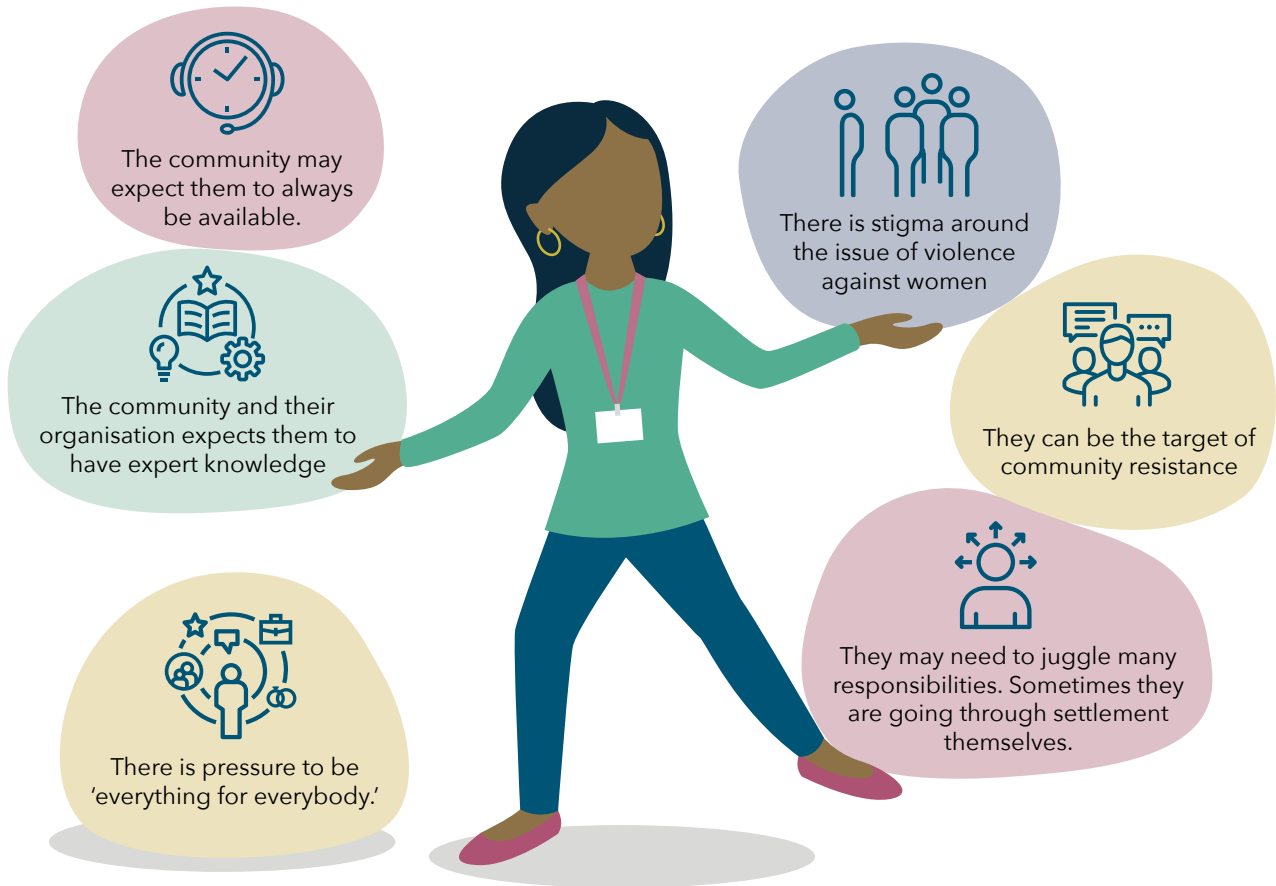 The community may
expect them to always
be available.
The community and their
organisation expects them to
have expert knowledge
There is pressure to be
‘everything for everybody.’
There is stigma around
the issue of violence
against women
They can be the target of
community resistance
They may need to juggle many
responsibilities. Sometimes they
are going through settlement
themselves.